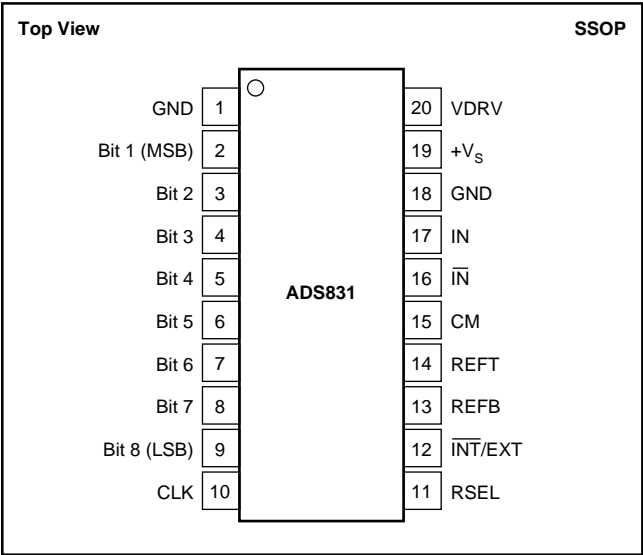 Top View SSOP
GND 1 20 VDRV
Bit 1 (MSB) 2 19 +VS
Bit 2 3 18 GND
Bit 3 4 17 IN
Bit 4 5 16 I̅N̅
ADS831
Bit 5 6 15 CM
Bit 6 7 14 REFT
Bit 7 8 13 REFB
Bit 8 (LSB) 9 12 I̅N̅T̅/EXT
CLK 10 11 RSEL